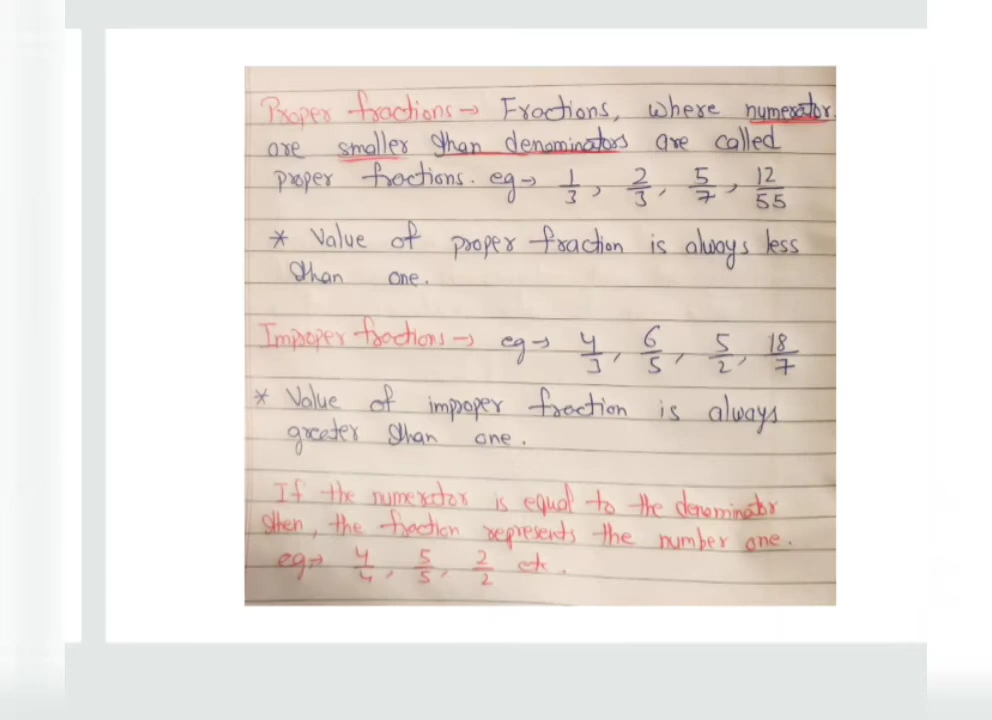 Proper fractions → Fractions, where numerator
are smaller than denominators are called
proper fractions. eg → 1/3, 2/3, 5/7, 12/55
* Value of proper fraction is always less
than one.
Improper fractions → eg → 4/3, 6/5, 5/2, 18/7
* Value of improper fraction is always
greater than one.
If the numerator is equal to the denominator
then, the fraction represents the number one.
eg → 4/4, 5/5, 2/2 etc.